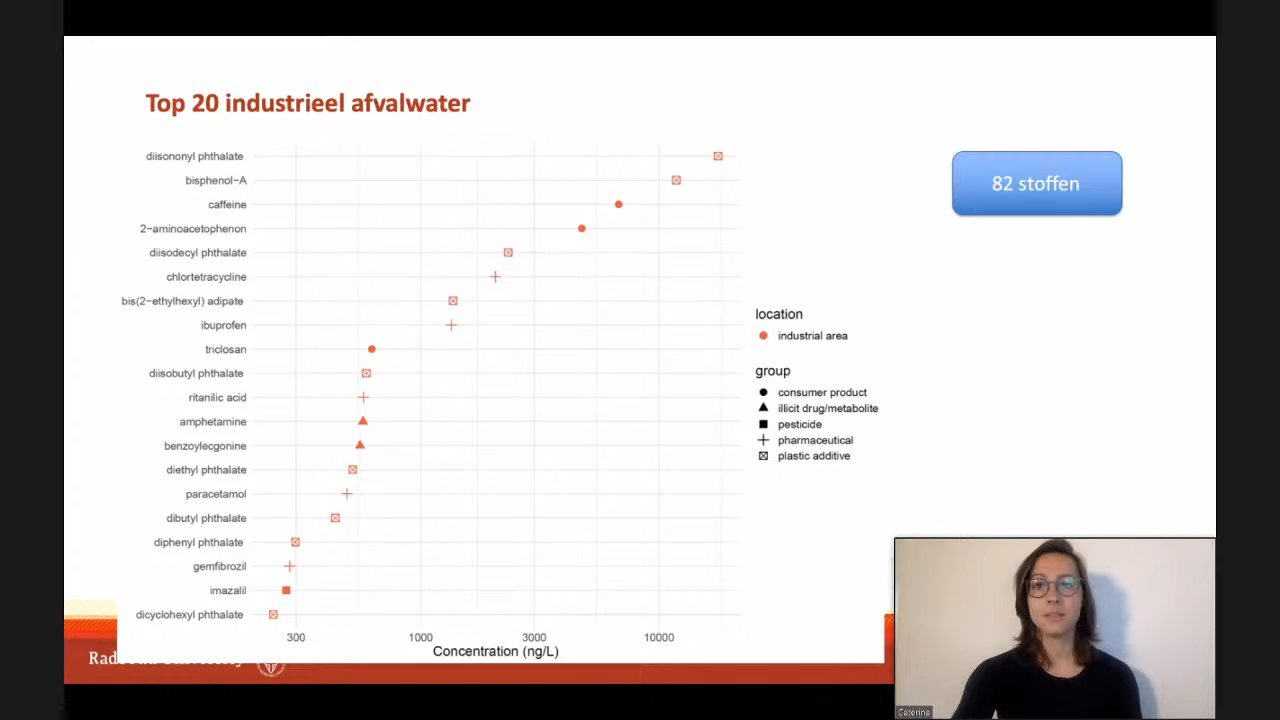 Top 20 industrieel afvalwater
82 stoffen
diisononyl phthalate
bisphenol−A
caffeine
2−aminoacetophenon
diisodecyl phthalate
chlortetracycline
bis(2−ethylhexyl) adipate
ibuprofen
triclosan
diisobutyl phthalate
ritanilic acid
amphetamine
benzoylecgonine
diethyl phthalate
paracetamol
dibutyl phthalate
diphenyl phthalate
gemfibrozil
imazalil
dicyclohexyl phthalate
300 1000 3000 10000
Concentration (ng/L)
location
industrial area
group
consumer product
illicit drug/metabolite
pesticide
pharmaceutical
plastic additive
Caterina